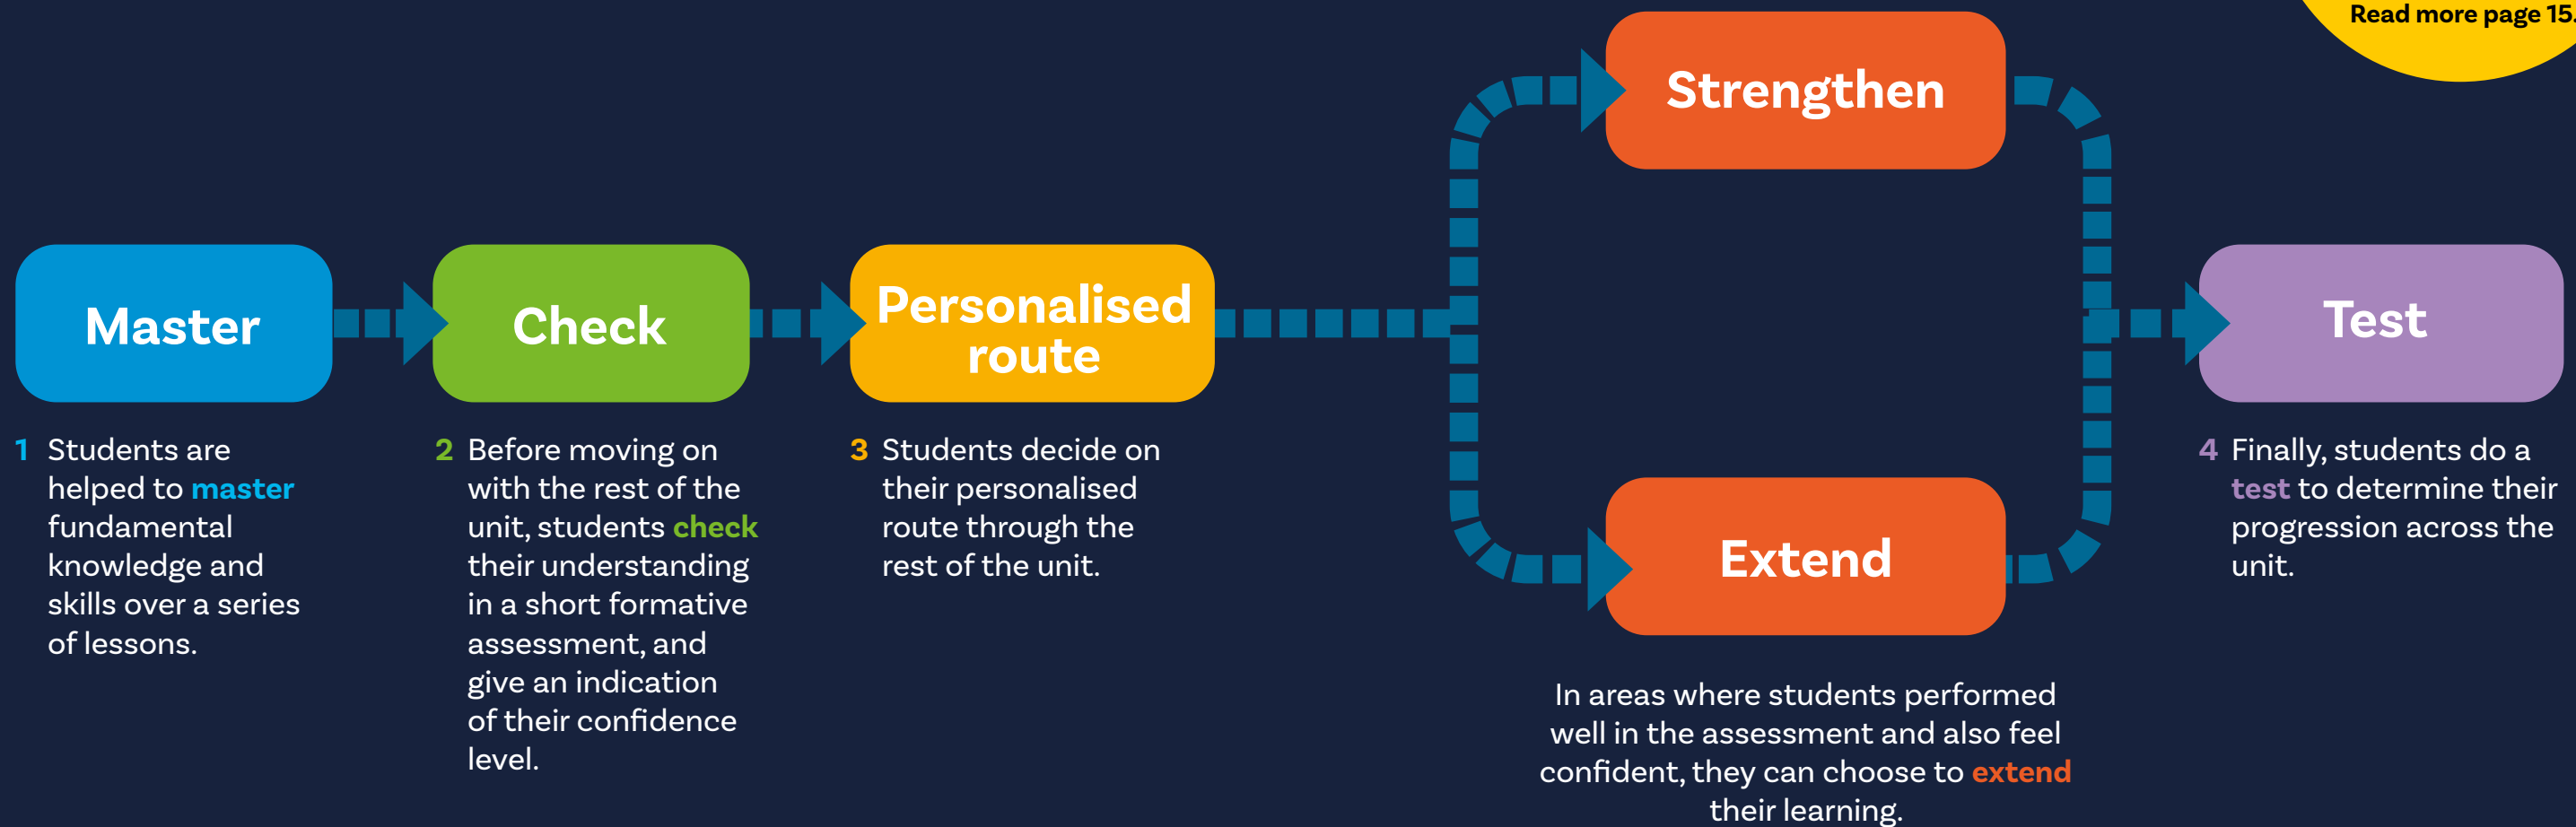 Read more page 15.
Strengthen
Master
Check
Personalised
route
Test
1 Students are
helped to master
fundamental
knowledge and
skills over a series
of lessons.
2 Before moving on
with the rest of the
unit, students check
their understanding
in a short formative
assessment, and
give an indication
of their confidence
level.
3 Students decide on
their personalised
route through the
rest of the unit.
Extend
In areas where students performed
well in the assessment and also feel
confident, they can choose to extend
their learning.
4 Finally, students do a
test to determine their
progression across the
unit.